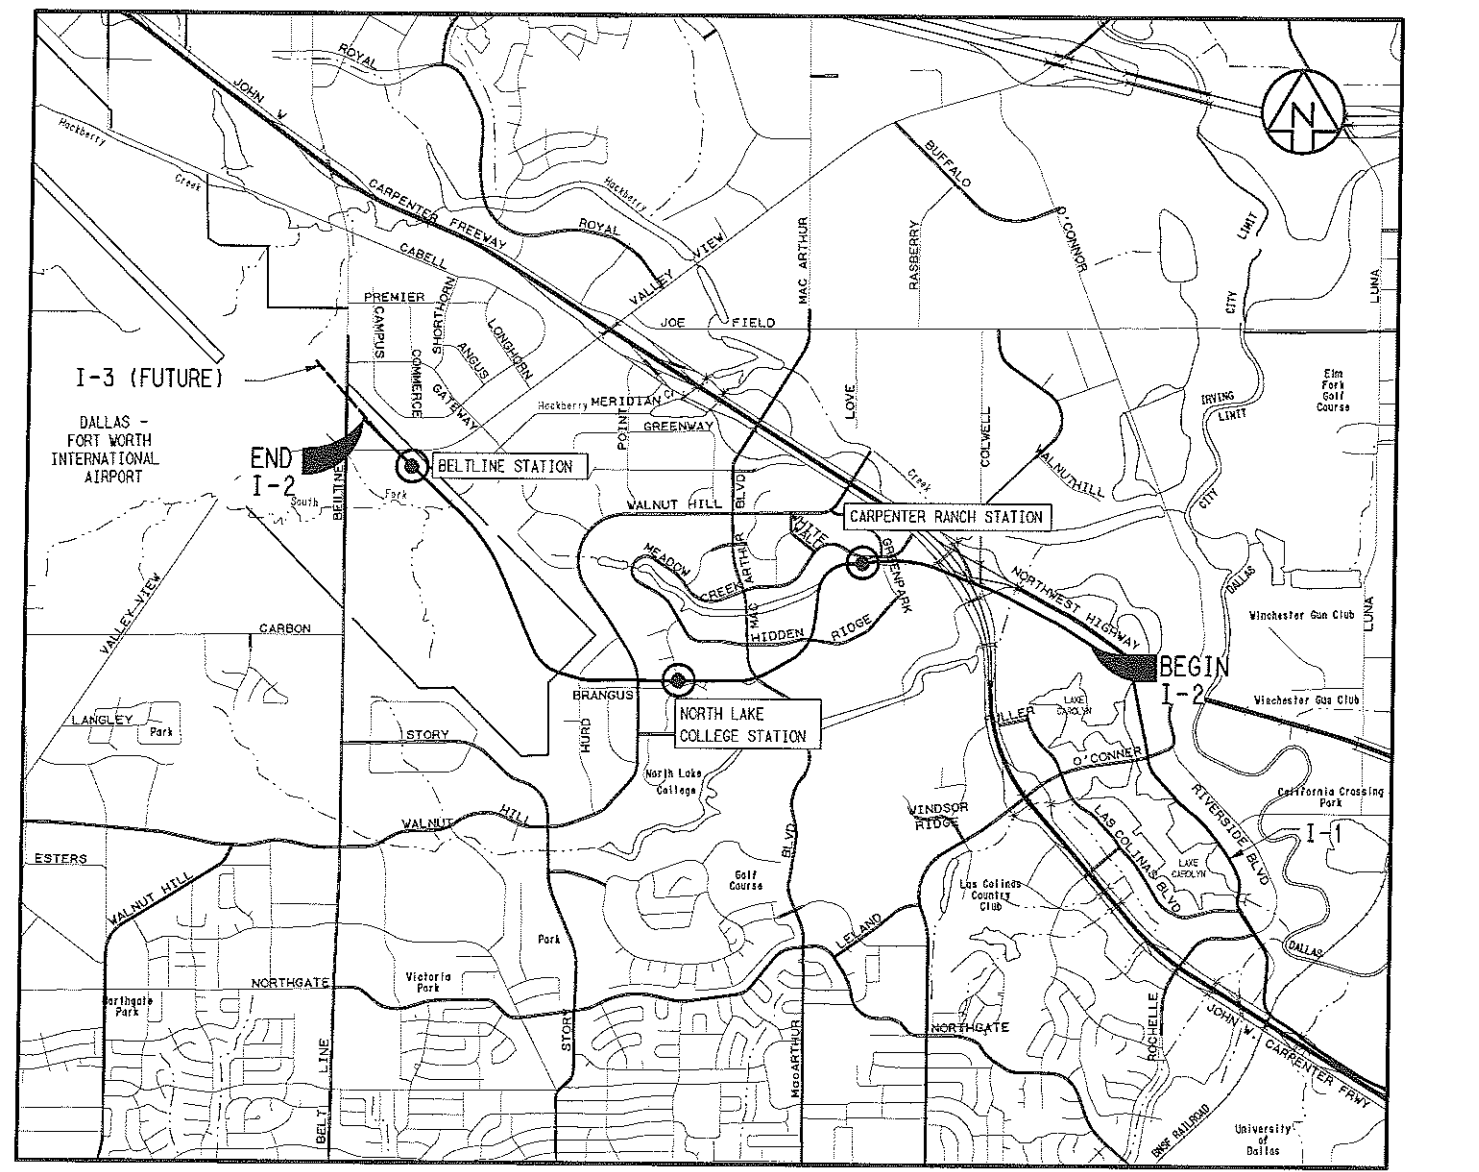 ROYAL
JOHN W
N
Hackberry
Creek
BUFFALO
CARPENTER FREEWAY
Hackberry
ROYAL
CABELL
VALLEY VIEW
MAC ARTHUR
RASBERRY
O'CONNOR
CITY LIMIT
LUNA
PREMIER
CAMPUS
SHORTHORN
LONGHORN
JOE FIELD
ANGUS
COMMERCE
GATEWAY
I-3 (FUTURE)
Hackberry
MERIDIAN
POINT
GREENWAY
LOVE
COLWELL
IRVING
LIMIT
Elm
Fork
Golf
Course
DALLAS -
FORT WORTH
INTERNATIONAL
AIRPORT
END
I-2
BELTLINE STATION
BELTLINE
South
Fork
WALNUT HILL
BLVD
Creek
WALNUTHILL
CITY
DALLAS
CARPENTER RANCH STATION
WHITE
MEADOW
CREEK
MAC ARTHUR
GREENPARK
HIDDEN RIDGE
NORTHWEST HIGHWAY
Winchester Gun Club
LUNA
VALLEY VIEW
CARBON
BEGIN
I-2
BRANGUS
Winchester Gun Club
LAKE
CAROLYN
NORTH LAKE
COLLEGE STATION
HURD
FULLER
LANGLEY
Park
STORY
O'CONNER
North Lake
College
WINDSOR
RIDGE
RIVERSIDE BLVD
California Crossing
Park
I-1
WALNUT HILL
LAS COLINAS BLVD
LAKE
CAROLYN
ESTERS
WALNUT HILL
BLVD
Golf
Course
Las Colinas
Country
Club
LELAND
Park
DALLAS
NORTHGATE
Victoria
Park
Northgate
Park
STORY
NORTHGATE
ROCHELLE
JOHN W. CARPENTER FRWY
BELT LINE
MacARTHUR
BNSF RAILROAD
University
of
Dallas